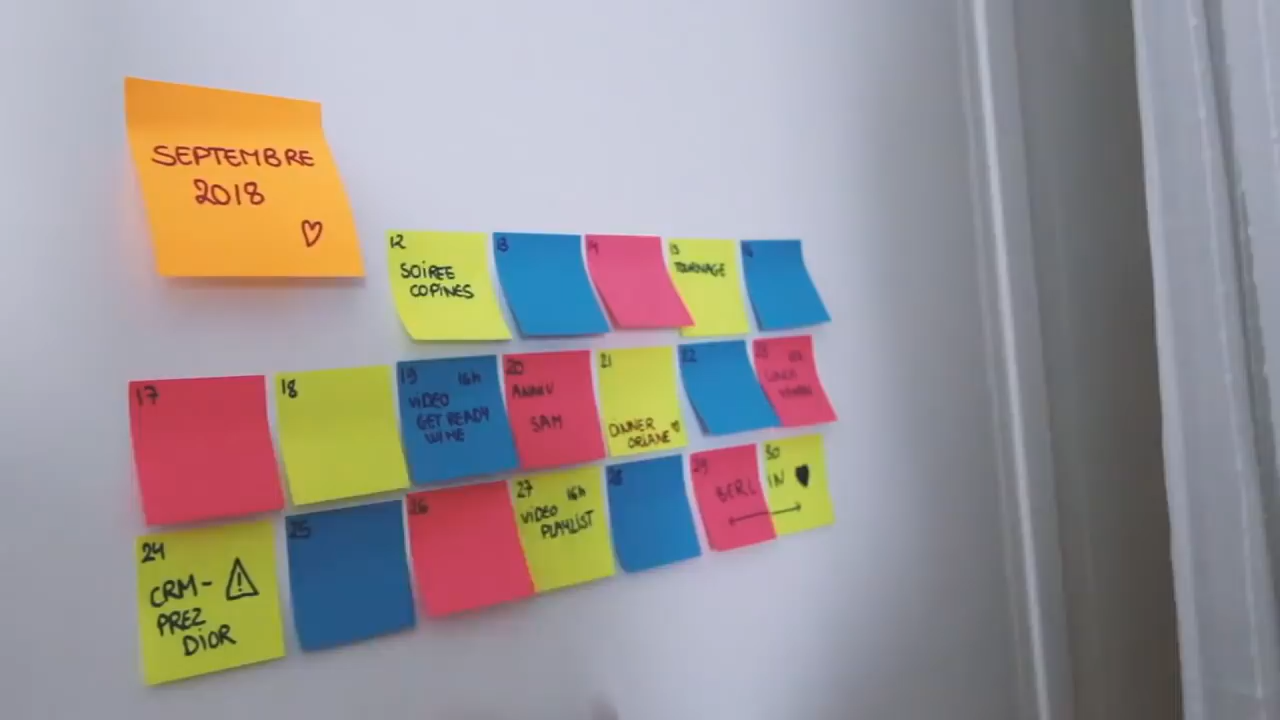 SEPTEMBRE
2018
12
SOIREE
COPINES
13
14
15
TOURNAGE
16
17
18
19 16h
VIDEO
GET READY
W/ ME
20
ANNIV
SAM
21
DINNER
ORLANE
22
23
24
CRM-
PREZ
DIOR
25
26
27 16h
VIDEO
PLAYLIST
28
29 30
BERLIN